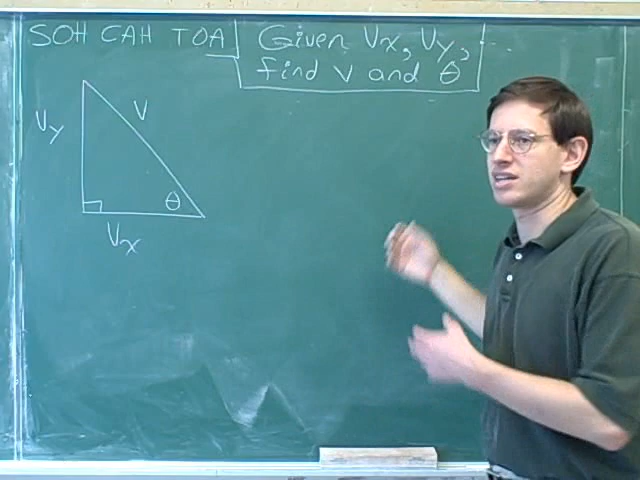 SOH CAH TOA
Given Vx, Vy,
find v and θ
Vy
V
θ
Vx